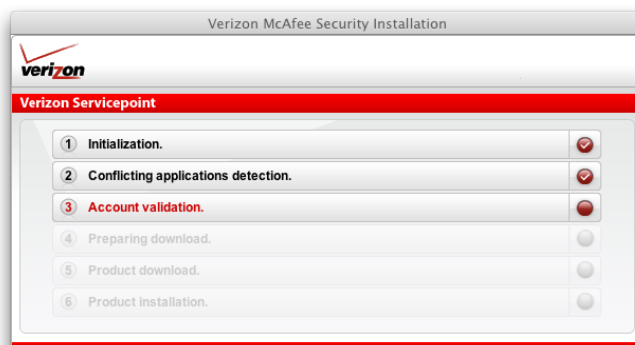 Verizon McAfee Security Installation
verizon
Verizon Servicepoint
1 Initialization.
2 Conflicting applications detection.
3 Account validation.
4 Preparing download.
5 Product download.
6 Product installation.